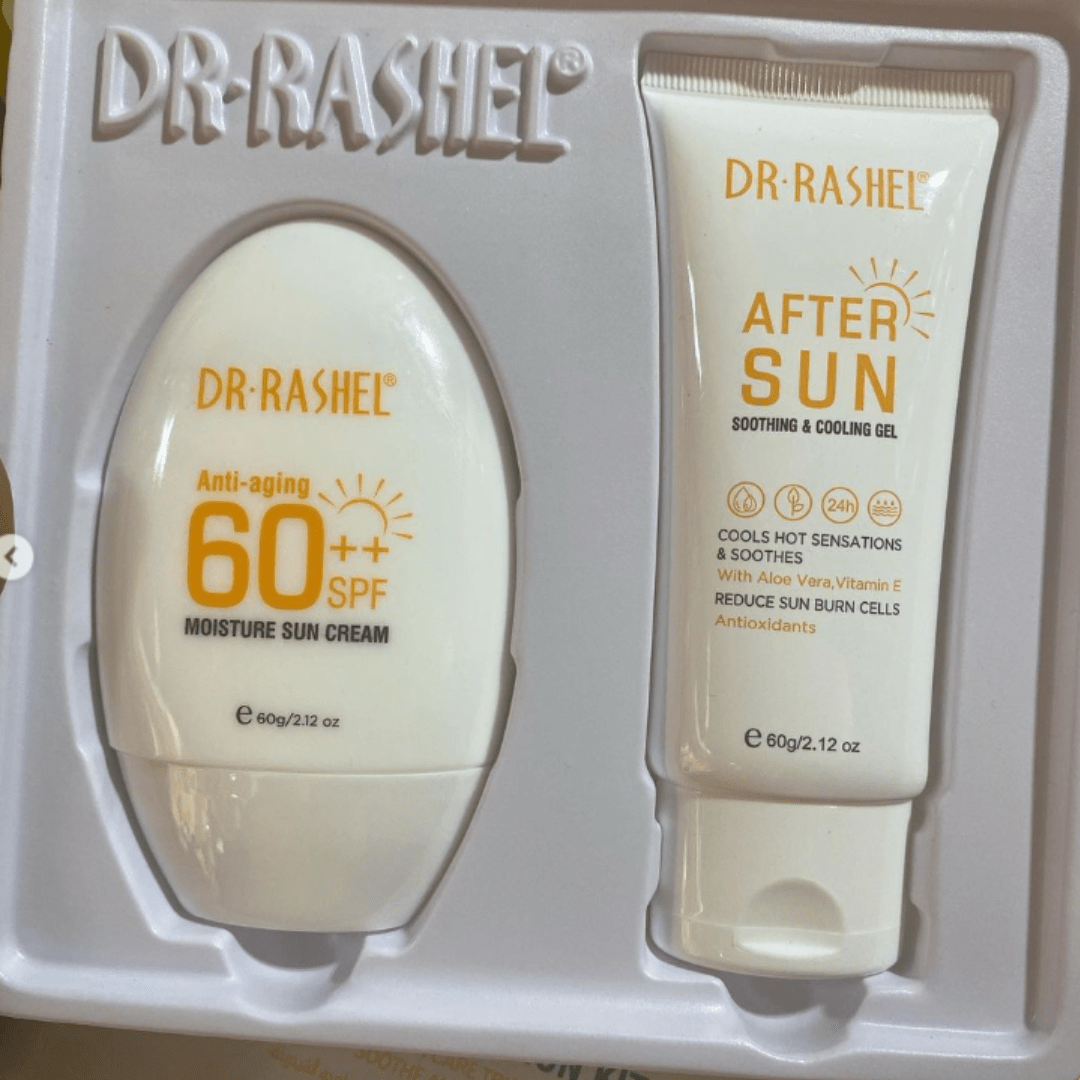 DR·RASHEL®
DR·RASHEL®
Anti-aging
60++
SPF
MOISTURE SUN CREAM
e 60g/2.12 oz
DR·RASHEL®
AFTER
SUN
SOOTHING & COOLING GEL
24h
COOLS HOT SENSATIONS
& SOOTHES
With Aloe Vera,Vitamin E
REDUCE SUN BURN CELLS
Antioxidants
e 60g/2.12 oz